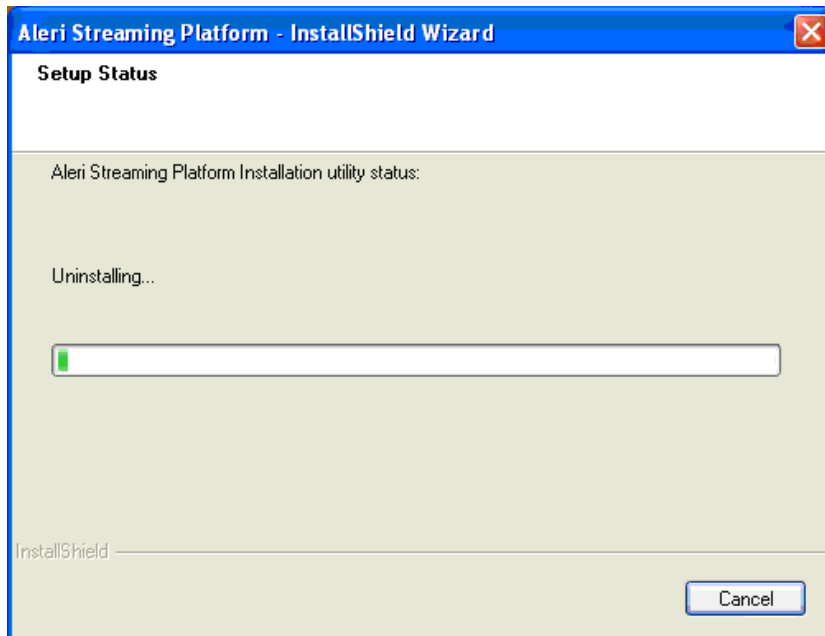 Aleri Streaming Platform - InstallShield Wizard
Setup Status
Aleri Streaming Platform Installation utility status:
Uninstalling...
InstallShield
Cancel